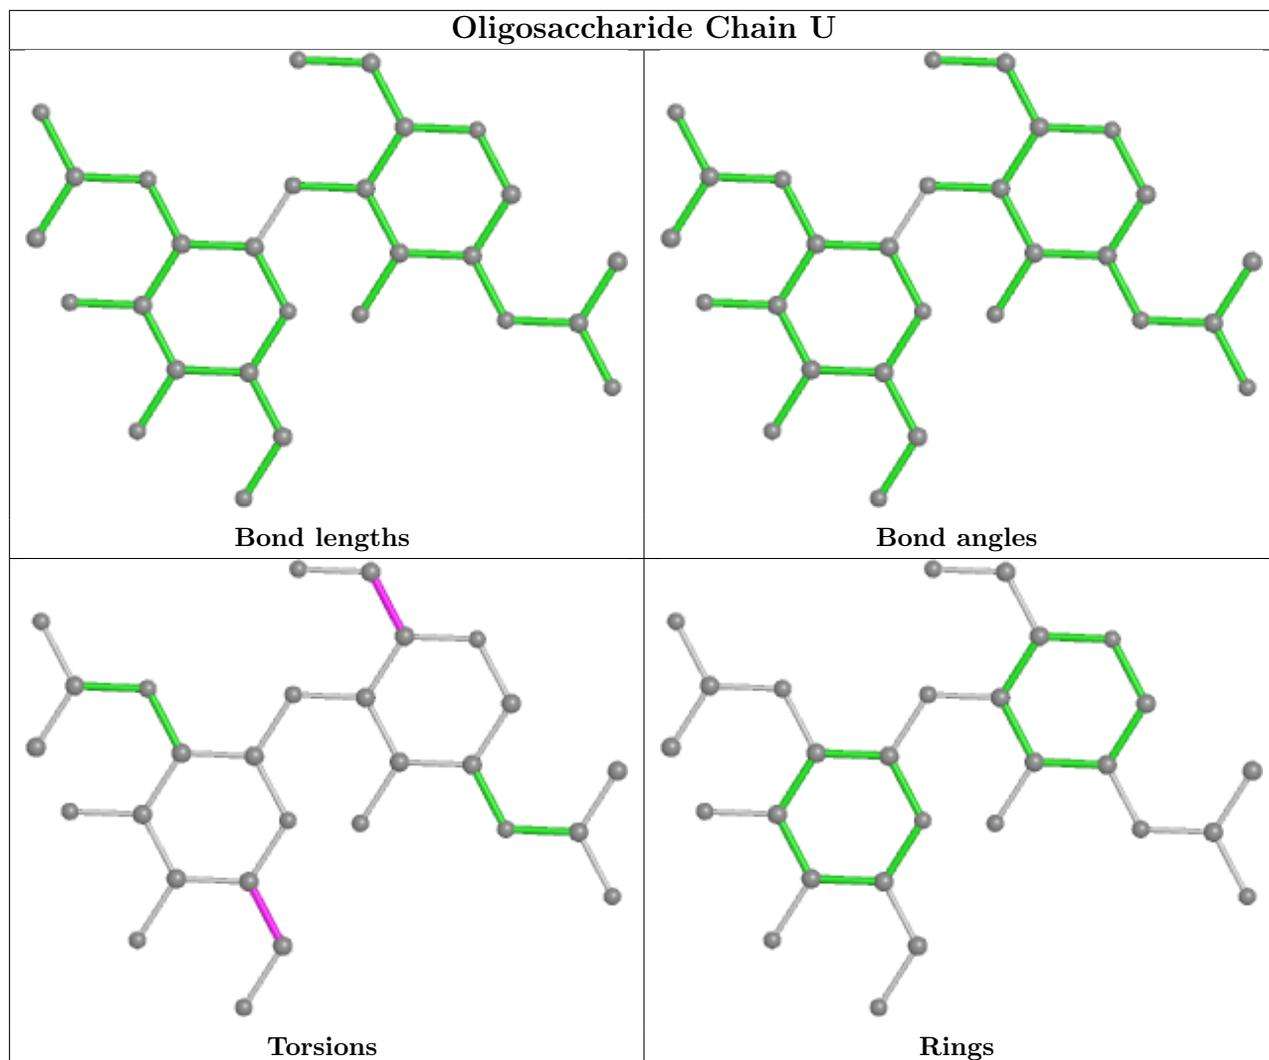 Oligosaccharide Chain U
Bond lengths
Bond angles
Torsions
Rings